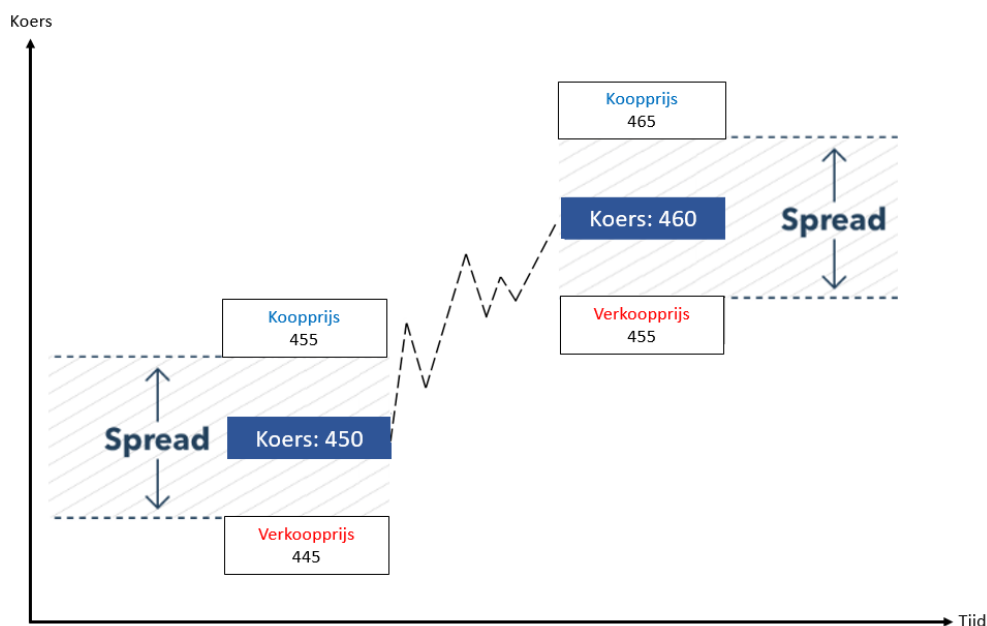 Koers
Koopprijs
465
Koers: 460
Spread
Verkoopprijs
455
Koopprijs
455
Spread
Koers: 450
Verkoopprijs
445
Tijd